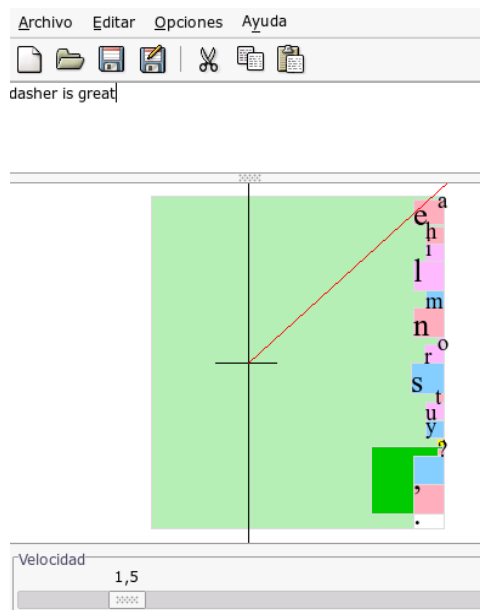 Archivo Editar Opciones Ayuda
dasher is great
a
e
h
i
l
m
n
o
r
s
t
u
y
?
,
.
Velocidad
1,5